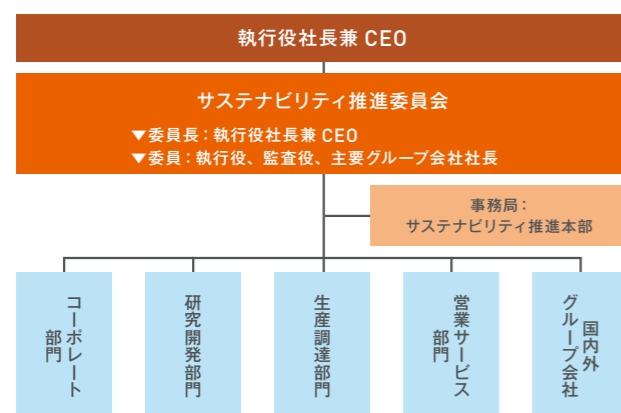 執行役社長兼 CEO
サステナビリティ推進委員会
▼委員長：執行役社長兼 CEO
▼委員：執行役、監査役、主要グループ会社社長
事務局：
サステナビリティ推進本部
コーポレート
部門
研究開発部門
生産調達部門
営業サービス
部門
国内外
グループ会社